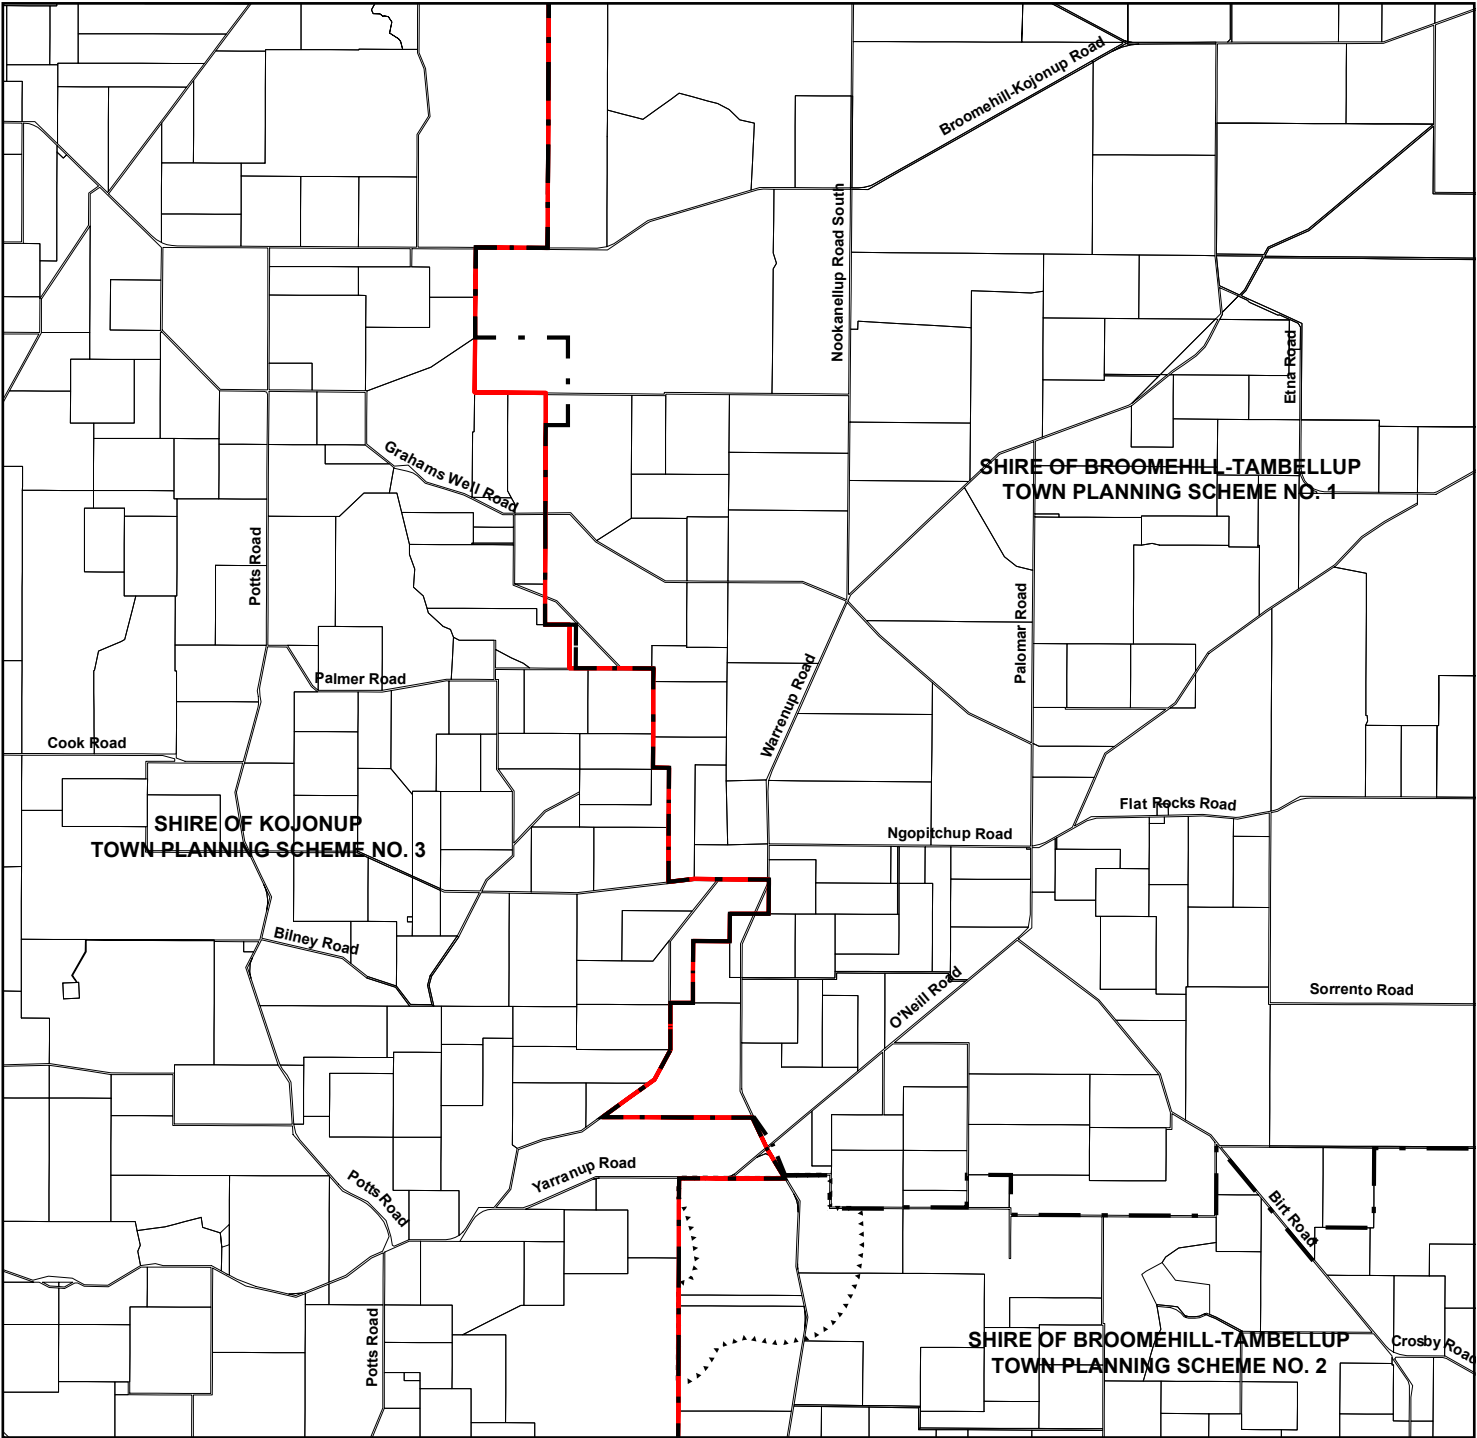 Broomehill-Kojonup Road
Nookanellup Road South
Etna Road
Grahams Well Road
SHIRE OF BROOMEHILL-TAMBELLUP
TOWN PLANNING SCHEME NO. 1
Potts Road
Palomar Road
Palmer Road
Warrenup Road
Cook Road
Flat Rocks Road
SHIRE OF KOJONUP
TOWN PLANNING SCHEME NO. 3
Ngopitchup Road
Bilney Road
O'Neill Road
Sorrento Road
Yarranup Road
Potts Road
Birt Road
Potts Road
SHIRE OF BROOMEHILL-TAMBELLUP
TOWN PLANNING SCHEME NO. 2
Crosby Road